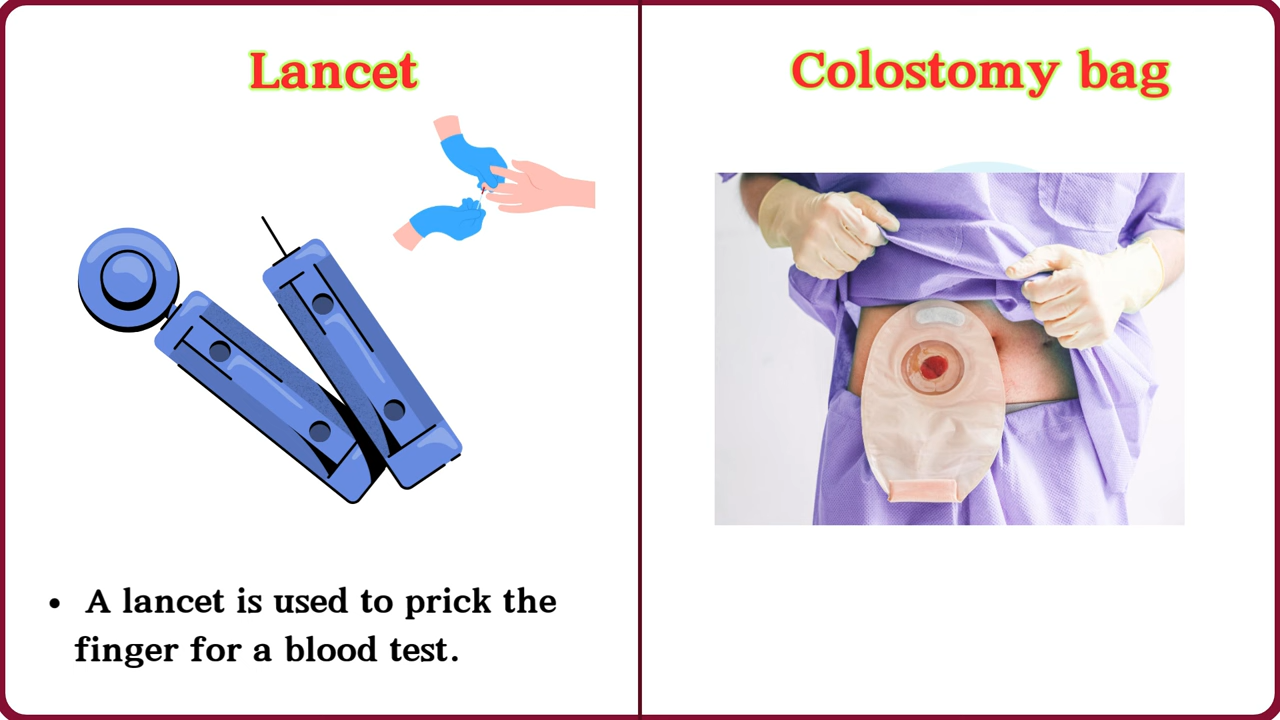 Lancet
Colostomy bag
• A lancet is used to prick the
finger for a blood test.